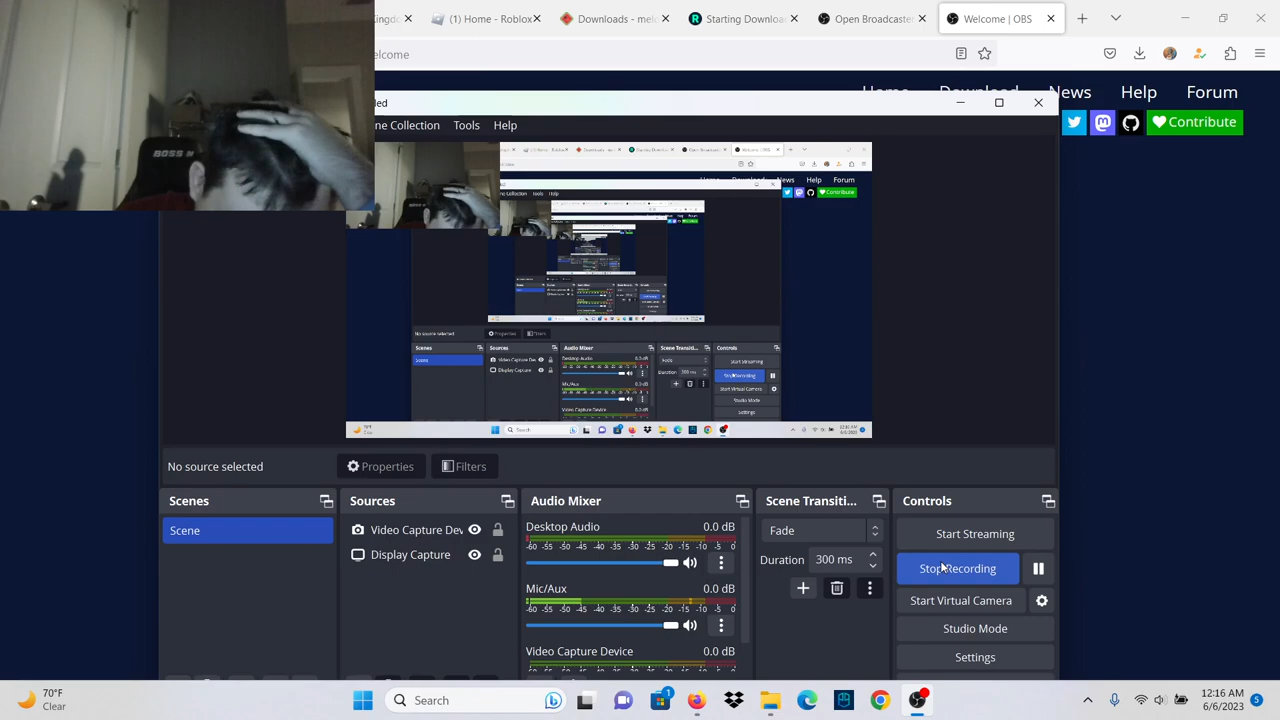 ngdo
(1) Home - Roblox
Downloads - melo
Starting Downloa
Open Broadcaste
Welcome | OBS
elcome
Home Download News Help Forum
Contribute
led
ne Collection Tools Help
BOSS
No source selected
Properties
Filters
Scenes
Sources
Audio Mixer
Scene Transiti...
Controls
Scene
Video Capture Dev
Display Capture
Desktop Audio 0.0 dB
-60 -55 -50 -45 -40 -35 -30 -25 -20 -15 -10 -5 0
Mic/Aux 0.0 dB
-60 -55 -50 -45 -40 -35 -30 -25 -20 -15 -10 -5 0
Video Capture Device 0.0 dB
Fade
Duration 300 ms
Start Streaming
Stop Recording
Start Virtual Camera
Studio Mode
Settings
70°F
Clear
Search
1
12:16 AM
6/6/2023
5